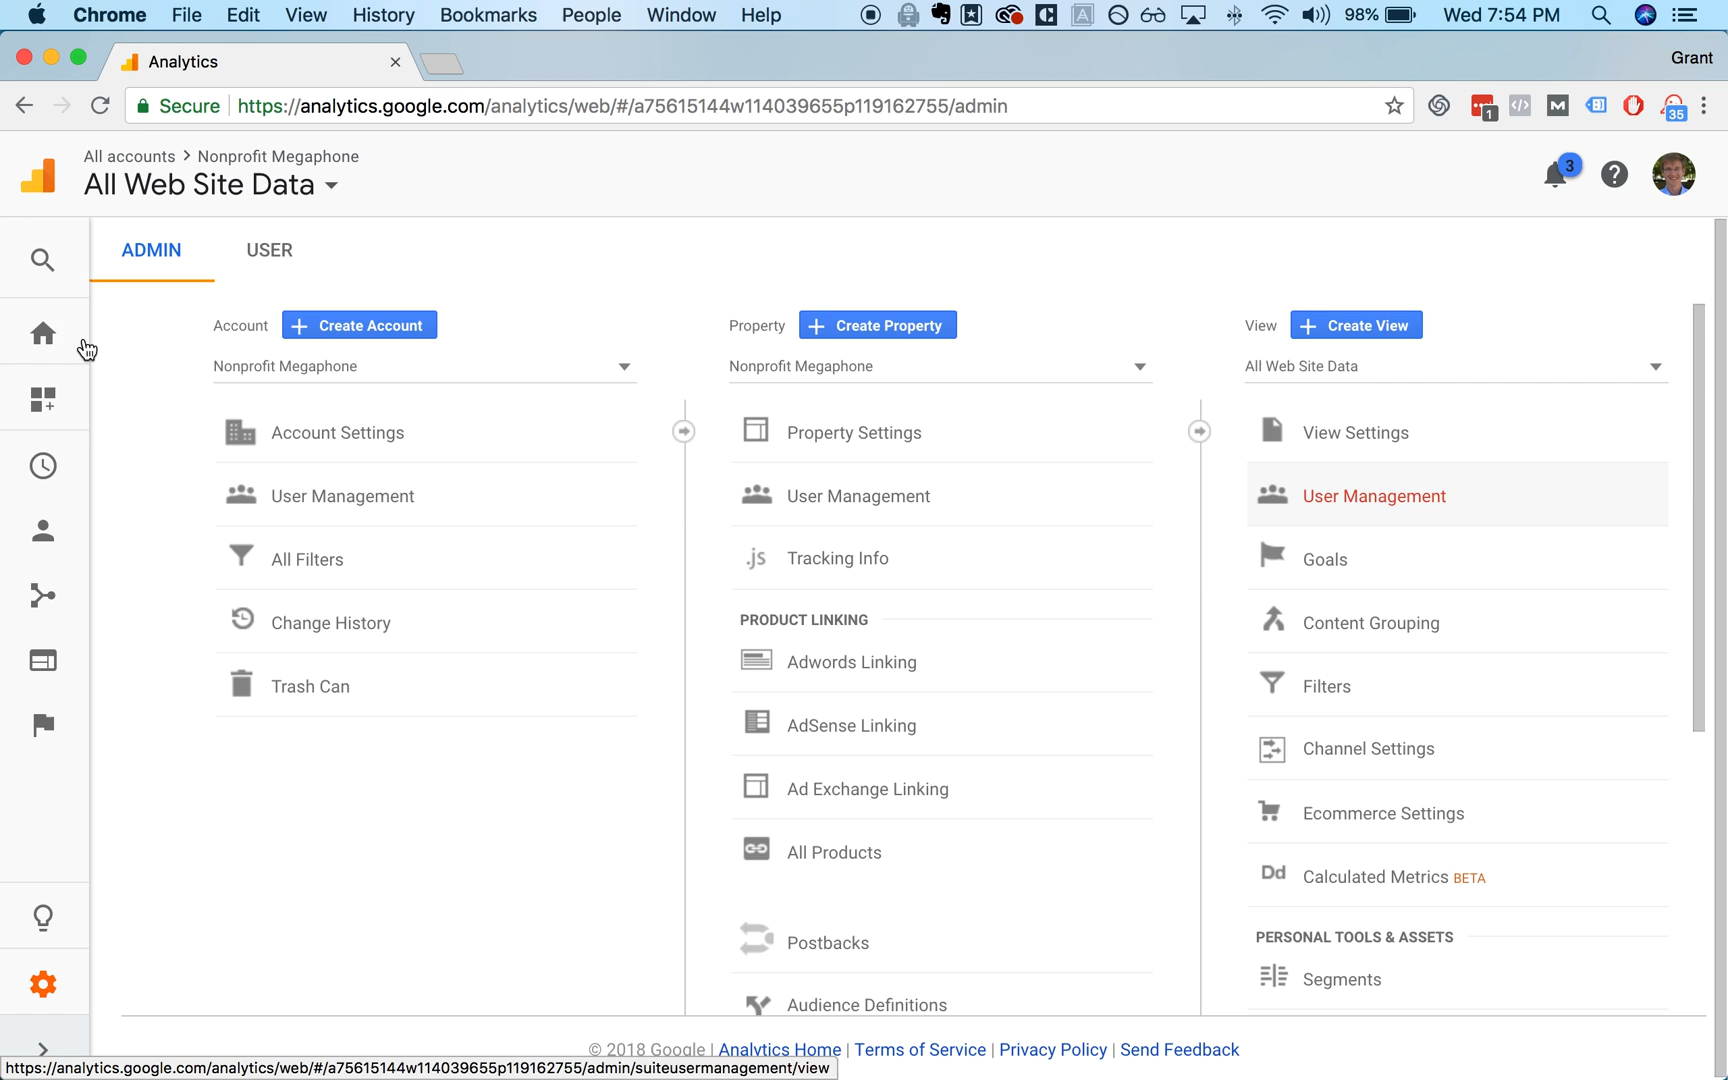 Chrome File Edit View History Bookmarks People Window Help 98% Wed 7:54 PM
Analytics
Grant
Secure https://analytics.google.com/analytics/web/#/a75615144w114039655p119162755/admin
1
35
All accounts > Nonprofit Megaphone
All Web Site Data
3
ADMIN USER
Account + Create Account
Nonprofit Megaphone
Account Settings
User Management
All Filters
Change History
Trash Can
Property + Create Property
Nonprofit Megaphone
Property Settings
User Management
.js Tracking Info
PRODUCT LINKING
Adwords Linking
AdSense Linking
Ad Exchange Linking
All Products
Postbacks
Audience Definitions
View + Create View
All Web Site Data
View Settings
User Management
Goals
Content Grouping
Filters
Channel Settings
Ecommerce Settings
Dd Calculated Metrics BETA
PERSONAL TOOLS & ASSETS
Segments
© 2018 Google | Analytics Home | Terms of Service | Privacy Policy | Send Feedback
https://analytics.google.com/analytics/web/#/a75615144w114039655p119162755/admin/suiteusermanagement/view